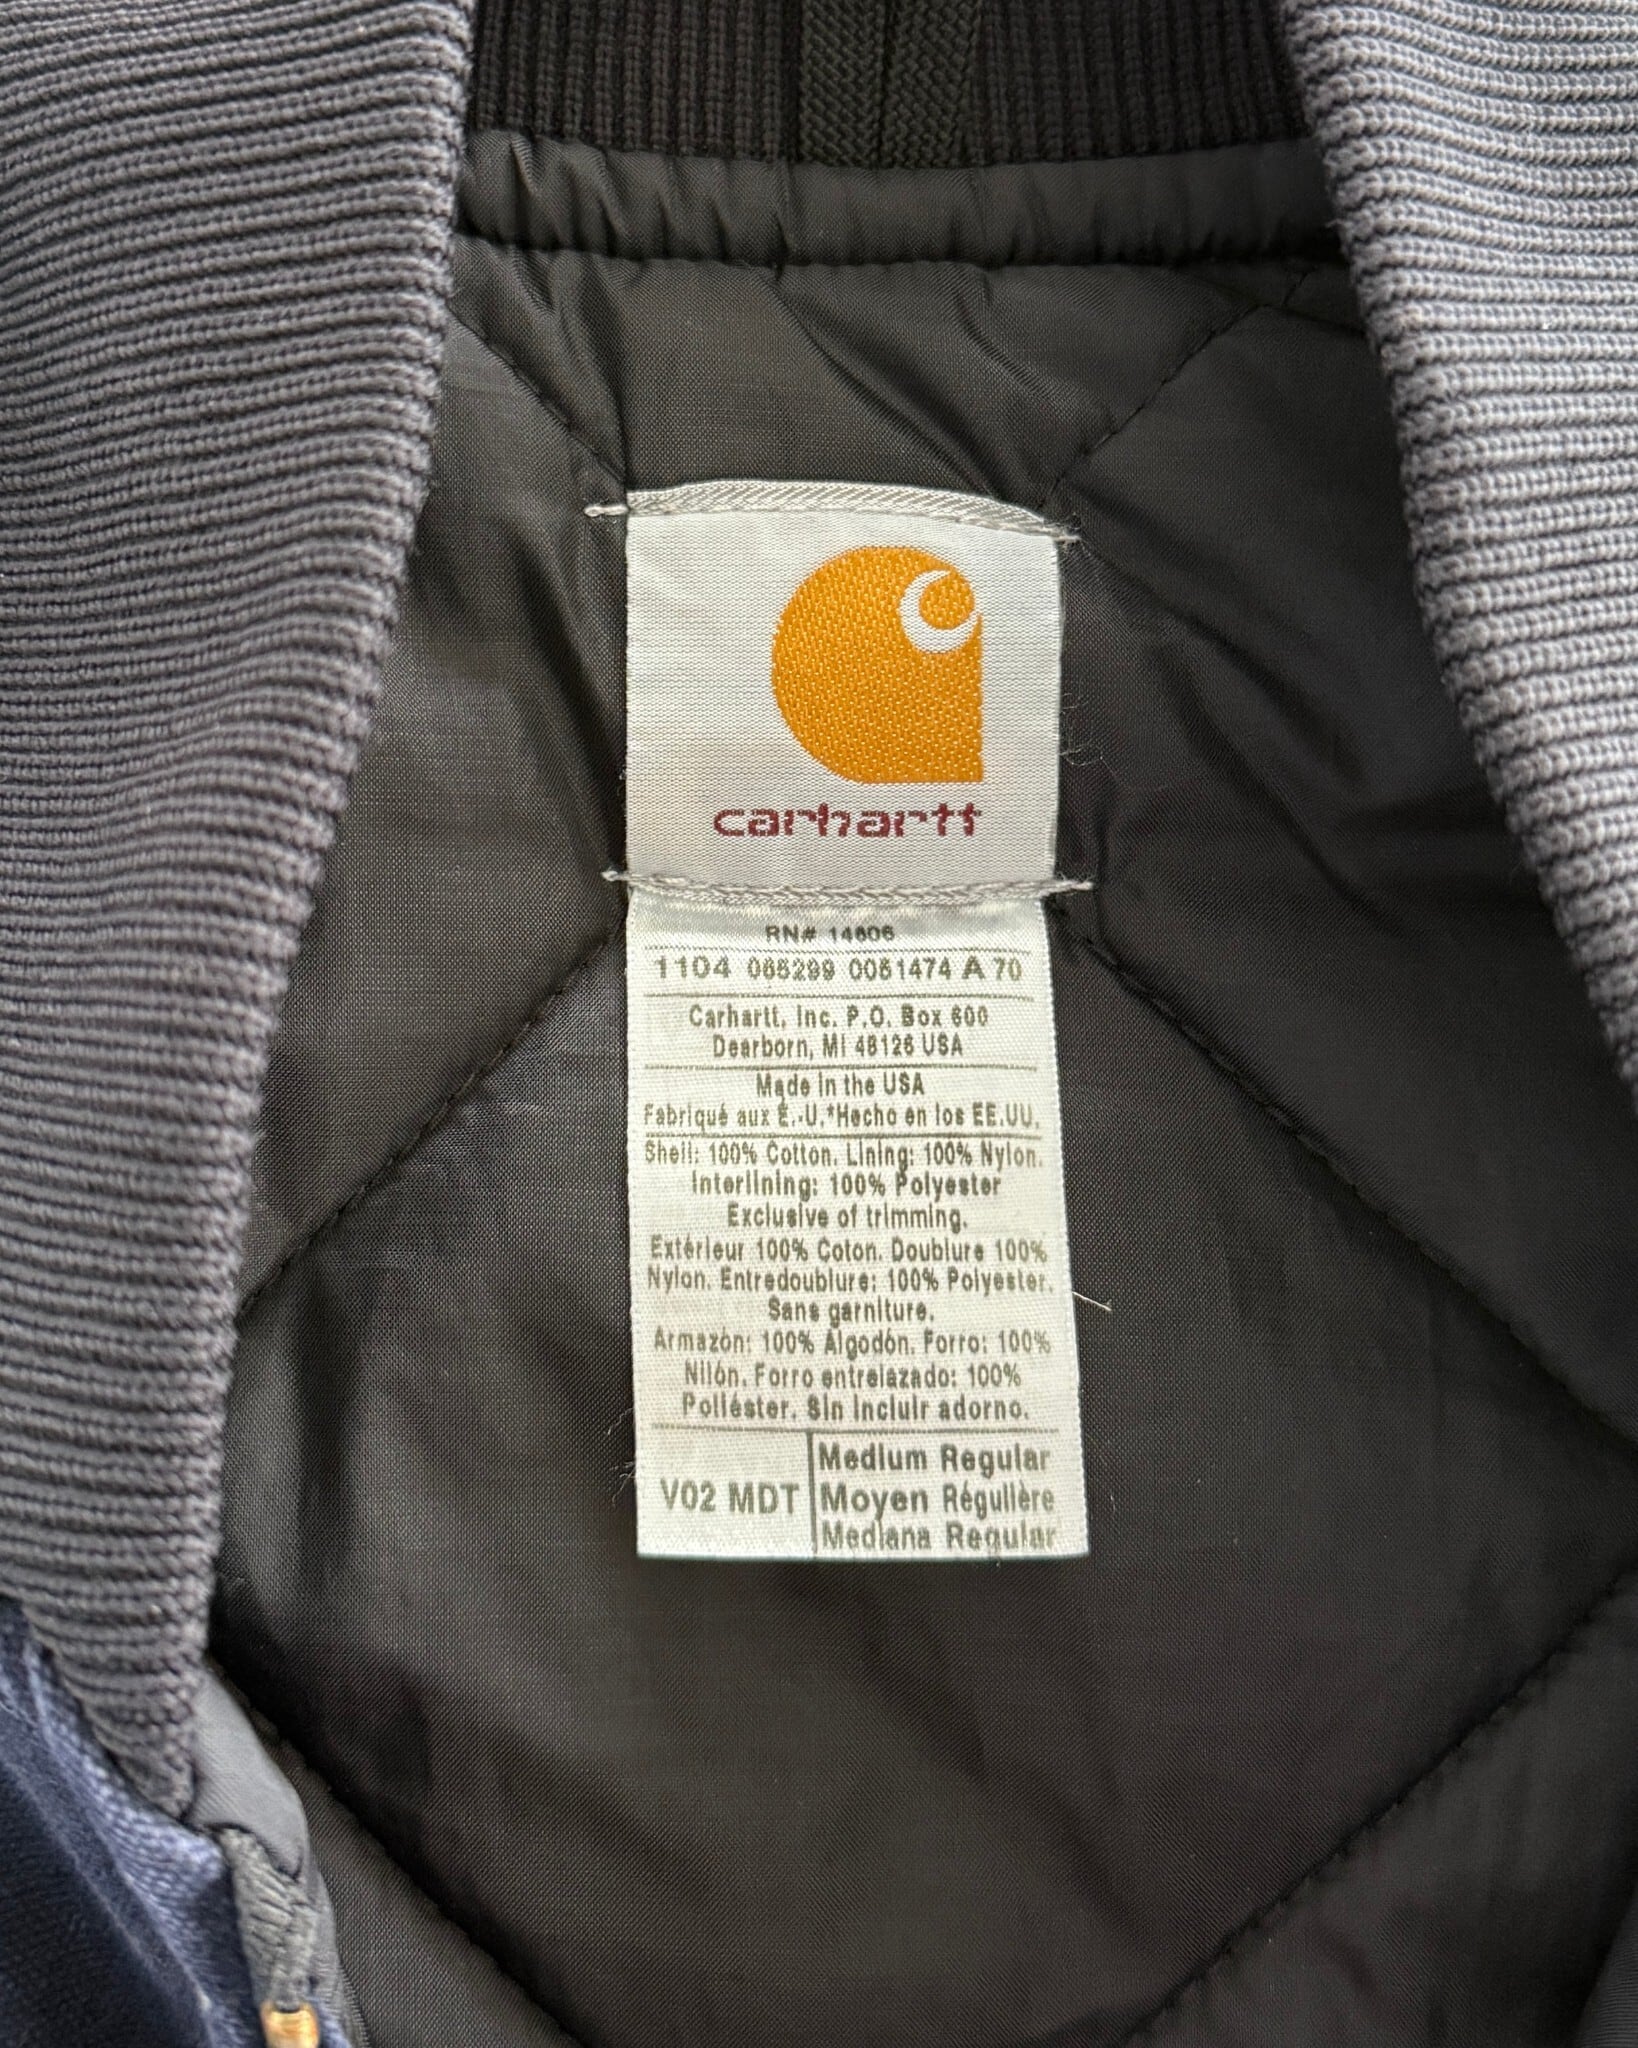 carhartt
RN# 14806
1104 065299 0051474 A 70
Carhartt, Inc. P.O. Box 600
Dearborn, MI 48126 USA
Made in the USA
Fabriqué aux É.-U.*Hecho en los EE.UU.
Shell: 100% Cotton. Lining: 100% Nylon.
Interlining: 100% Polyester
Exclusive of trimming.
Extérieur 100% Coton. Doublure 100%
Nylon. Entredoublure: 100% Polyester.
Sans garniture.
Armazón: 100% Algodón. Forro: 100%
Nilón. Forro entrelazado: 100%
Poliéster. Sin incluir adorno.
V02 MDT
Medium Regular
Moyen Régulière
Mediana Regular